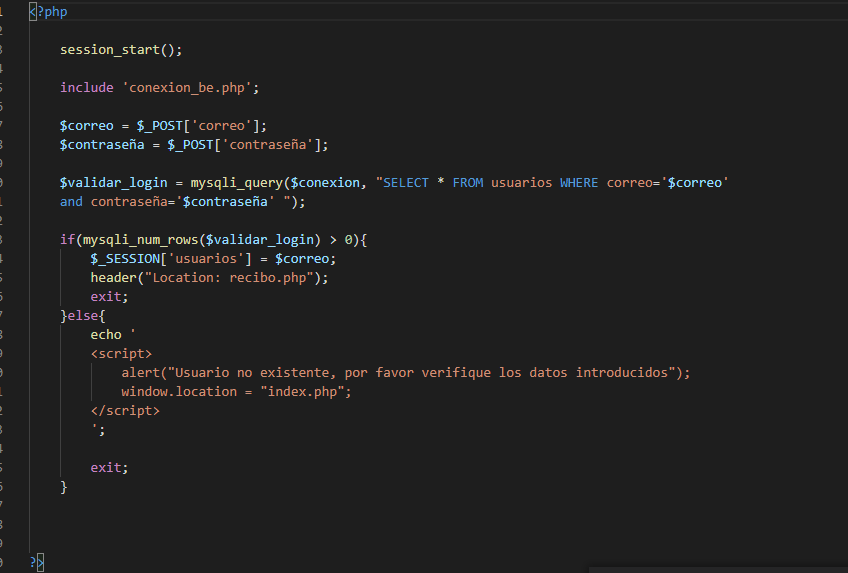 <?php
session_start();
include 'conexion_be.php';
$correo = $_POST['correo'];
$contraseña = $_POST['contraseña'];
$validar_login = mysqli_query($conexion, "SELECT * FROM usuarios WHERE correo='$correo'
and contraseña='$contraseña' ");
if(mysqli_num_rows($validar_login) > 0){
$_SESSION['usuarios'] = $correo;
header("Location: recibo.php");
exit;
}else{
echo '
<script>
alert("Usuario no existente, por favor verifique los datos introducidos");
window.location = "index.php";
</script>
';
exit;
}
?>